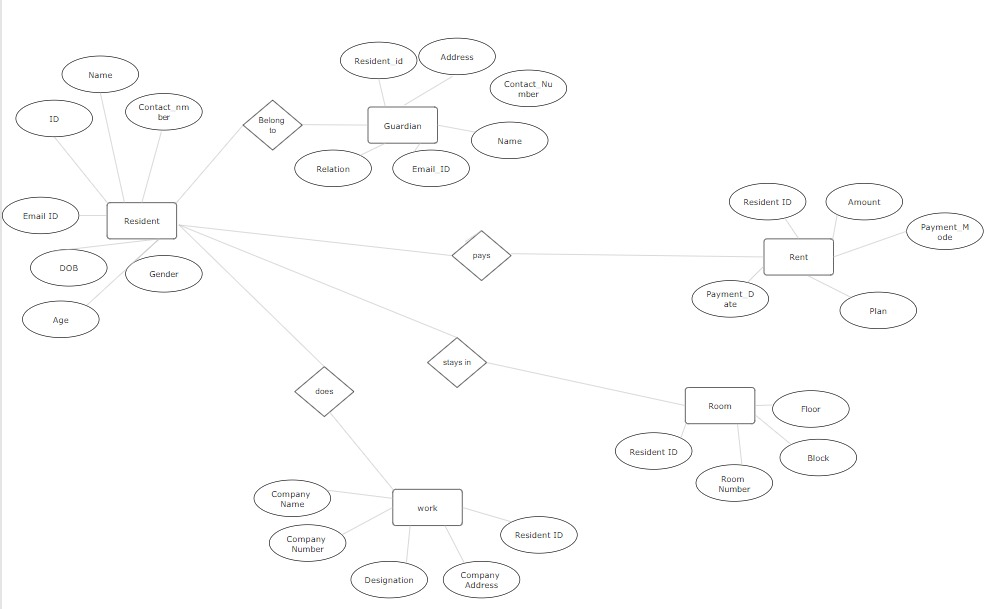 Name
ID
Contact_nm
ber
Email ID
Resident
DOB
Gender
Age
Belong
to
Resident_id
Address
Contact_Nu
mber
Guardian
Name
Relation
Email_ID
pays
Resident ID
Amount
Payment_M
ode
Rent
Payment_D
ate
Plan
stays in
does
Room
Floor
Resident ID
Block
Room
Number
Company
Name
work
Company
Number
Resident ID
Designation
Company
Address